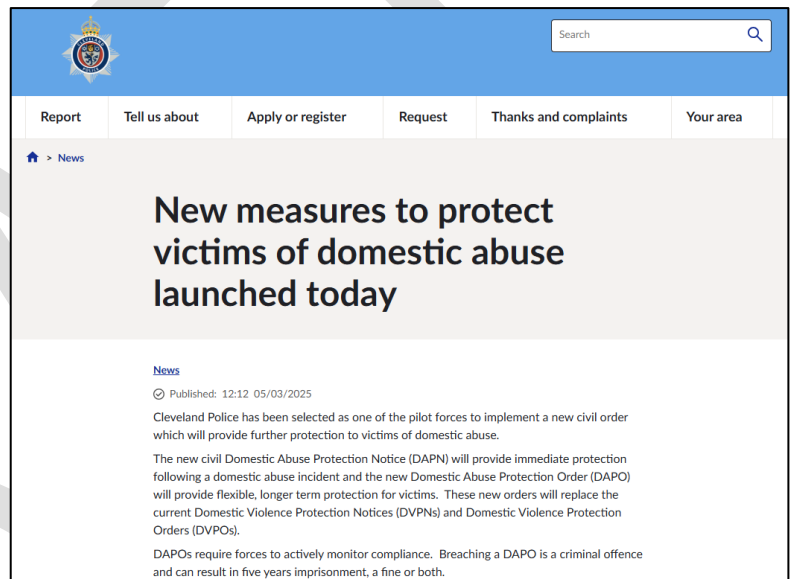 Search
Report Tell us about Apply or register Request Thanks and complaints Your area
> News
New measures to protect
victims of domestic abuse
launched today
News
Published: 12:12 05/03/2025
Cleveland Police has been selected as one of the pilot forces to implement a new civil order
which will provide further protection to victims of domestic abuse.
The new civil Domestic Abuse Protection Notice (DAPN) will provide immediate protection
following a domestic abuse incident and the new Domestic Abuse Protection Order (DAPO)
will provide flexible, longer term protection for victims. These new orders will replace the
current Domestic Violence Protection Notices (DVPNs) and Domestic Violence Protection
Orders (DVPOs).
DAPOs require forces to actively monitor compliance. Breaching a DAPO is a criminal offence
and can result in five years imprisonment, a fine or both.